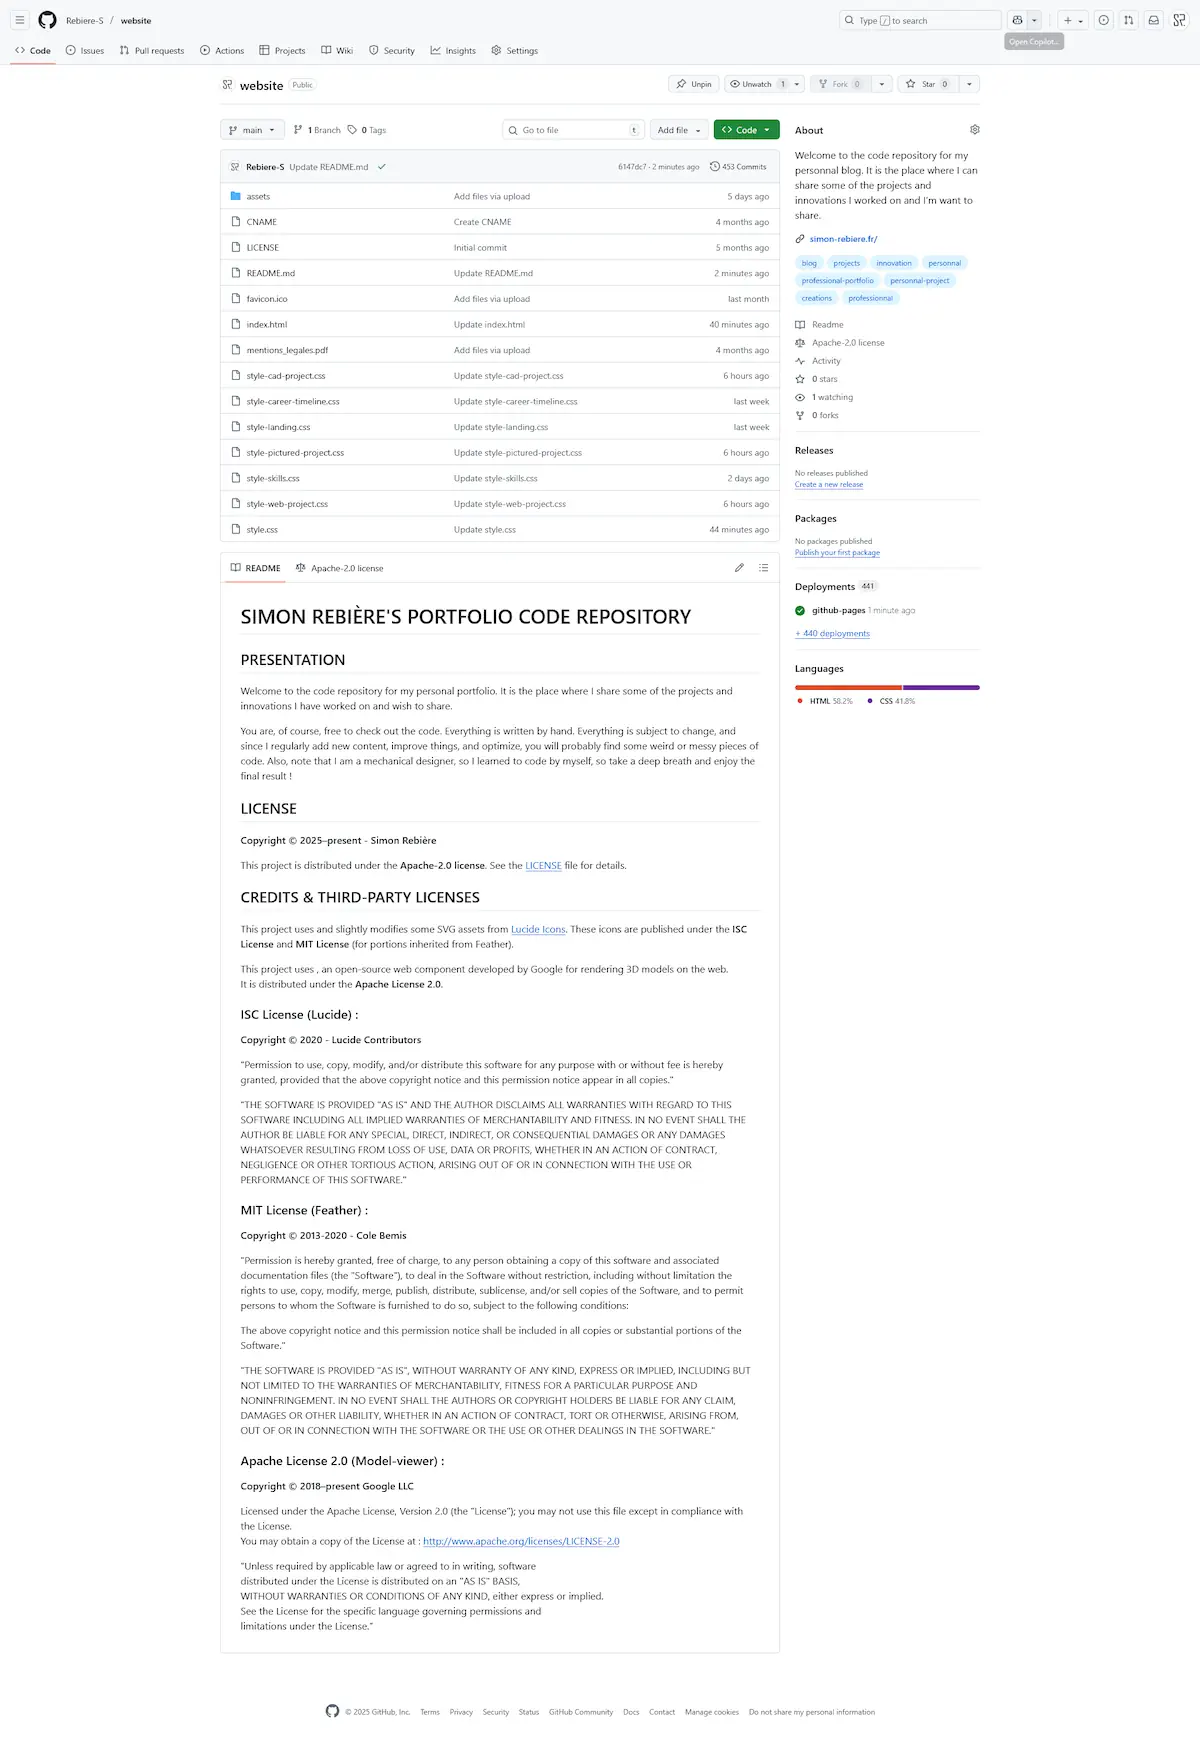 Rebiere-S / website
Type / to search
Open Copilot...
Code Issues Pull requests Actions Projects Wiki Security Insights Settings
website Public
Unpin Unwatch 1 Fork 0 Star 0
main 1 Branch 0 Tags
Go to file t Add file Code
Rebiere-S Update README.md 6147dc7 · 2 minutes ago 453 Commits
assets Add files via upload 5 days ago
CNAME Create CNAME 4 months ago
LICENSE Initial commit 5 months ago
README.md Update README.md 2 minutes ago
favicon.ico Add files via upload last month
index.html Update index.html 40 minutes ago
mentions_legales.pdf Add files via upload 4 months ago
style-cad-project.css Update style-cad-project.css 6 hours ago
style-career-timeline.css Update style-career-timeline.css last week
style-landing.css Update style-landing.css last week
style-pictured-project.css Update style-pictured-project.css 6 hours ago
style-skills.css Update style-skills.css 2 days ago
style-web-project.css Update style-web-project.css 6 hours ago
style.css Update style.css 44 minutes ago
README Apache-2.0 license
SIMON REBIÈRE'S PORTFOLIO CODE REPOSITORY
PRESENTATION
Welcome to the code repository for my personal portfolio. It is the place where I share some of the projects and
innovations I have worked on and wish to share.
You are, of course, free to check out the code. Everything is written by hand. Everything is subject to change, and
since I regularly add new content, improve things, and optimize, you will probably find some weird or messy pieces of
code. Also, note that I am a mechanical designer, so I learned to code by myself, so take a deep breath and enjoy the
final result !
LICENSE
Copyright © 2025–present - Simon Rebière
This project is distributed under the Apache-2.0 license. See the LICENSE file for details.
CREDITS & THIRD-PARTY LICENSES
This project uses and slightly modifies some SVG assets from Lucide Icons. These icons are published under the ISC
License and MIT License (for portions inherited from Feather).
This project uses , an open-source web component developed by Google for rendering 3D models on the web.
It is distributed under the Apache License 2.0.
ISC License (Lucide) :
Copyright © 2020 - Lucide Contributors
"Permission to use, copy, modify, and/or distribute this software for any purpose with or without fee is hereby
granted, provided that the above copyright notice and this permission notice appear in all copies."
"THE SOFTWARE IS PROVIDED "AS IS" AND THE AUTHOR DISCLAIMS ALL WARRANTIES WITH REGARD TO THIS
SOFTWARE INCLUDING ALL IMPLIED WARRANTIES OF MERCHANTABILITY AND FITNESS. IN NO EVENT SHALL THE
AUTHOR BE LIABLE FOR ANY SPECIAL, DIRECT, INDIRECT, OR CONSEQUENTIAL DAMAGES OR ANY DAMAGES
WHATSOEVER RESULTING FROM LOSS OF USE, DATA OR PROFITS, WHETHER IN AN ACTION OF CONTRACT,
NEGLIGENCE OR OTHER TORTIOUS ACTION, ARISING OUT OF OR IN CONNECTION WITH THE USE OR
PERFORMANCE OF THIS SOFTWARE."
MIT License (Feather) :
Copyright © 2013-2020 - Cole Bemis
"Permission is hereby granted, free of charge, to any person obtaining a copy of this software and associated
documentation files (the "Software"), to deal in the Software without restriction, including without limitation the
rights to use, copy, modify, merge, publish, distribute, sublicense, and/or sell copies of the Software, and to permit
persons to whom the Software is furnished to do so, subject to the following conditions:
The above copyright notice and this permission notice shall be included in all copies or substantial portions of the
Software."
"THE SOFTWARE IS PROVIDED "AS IS", WITHOUT WARRANTY OF ANY KIND, EXPRESS OR IMPLIED, INCLUDING BUT
NOT LIMITED TO THE WARRANTIES OF MERCHANTABILITY, FITNESS FOR A PARTICULAR PURPOSE AND
NONINFRINGEMENT. IN NO EVENT SHALL THE AUTHORS OR COPYRIGHT HOLDERS BE LIABLE FOR ANY CLAIM,
DAMAGES OR OTHER LIABILITY, WHETHER IN AN ACTION OF CONTRACT, TORT OR OTHERWISE, ARISING FROM,
OUT OF OR IN CONNECTION WITH THE SOFTWARE OR THE USE OR OTHER DEALINGS IN THE SOFTWARE."
Apache License 2.0 (Model-viewer) :
Copyright © 2018–present Google LLC
Licensed under the Apache License, Version 2.0 (the "License"); you may not use this file except in compliance with
the License.
You may obtain a copy of the License at : http://www.apache.org/licenses/LICENSE-2.0
"Unless required by applicable law or agreed to in writing, software
distributed under the License is distributed on an "AS IS" BASIS,
WITHOUT WARRANTIES OR CONDITIONS OF ANY KIND, either express or implied.
See the License for the specific language governing permissions and
limitations under the License."
About
Welcome to the code repository for my
personnal blog. It is the place where I can
share some of the projects and
innovations I worked on and I'm want to
share.
simon-rebiere.fr/
blog projects innovation personnal
professional-portfolio personnal-project
creations professionnal
Readme
Apache-2.0 license
Activity
0 stars
1 watching
0 forks
Releases
No releases published
Create a new release
Packages
No packages published
Publish your first package
Deployments 441
github-pages 1 minute ago
+ 440 deployments
Languages
HTML 58.2% CSS 41.8%
© 2025 GitHub, Inc. Terms Privacy Security Status GitHub Community Docs Contact Manage cookies Do not share my personal information